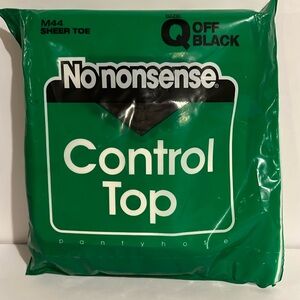 M44
SHEER TOE
SIZE
Q OFF
BLACK
No nonsense®
Control
Top
pantyhose